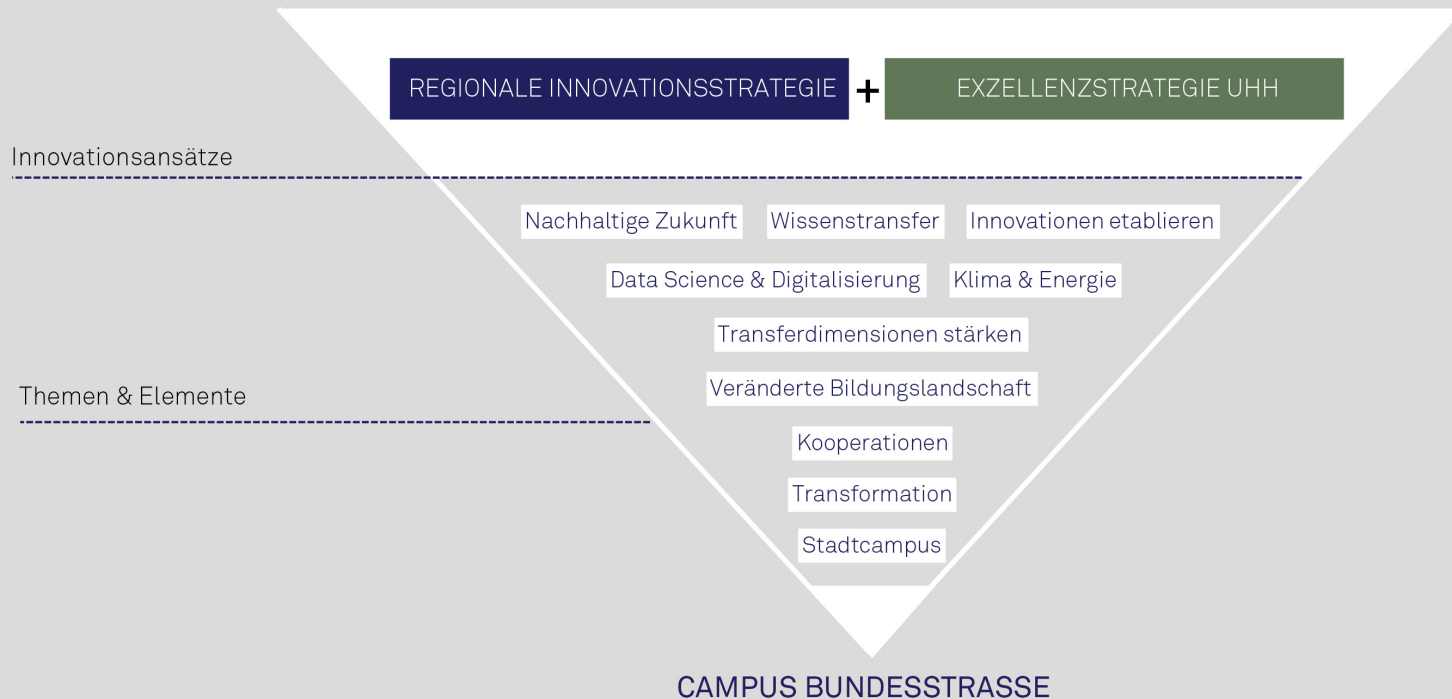 REGIONALE INNOVATIONSSTRATEGIE + EXZELLENZSTRATEGIE UHH
Innovationsansätze
Nachhaltige Zukunft Wissenstransfer Innovationen etablieren
Data Science & Digitalisierung Klima & Energie
Transferdimensionen stärken
Veränderte Bildungslandschaft
Themen & Elemente
Kooperationen
Transformation
Stadtcampus
CAMPUS BUNDESSTRASSE